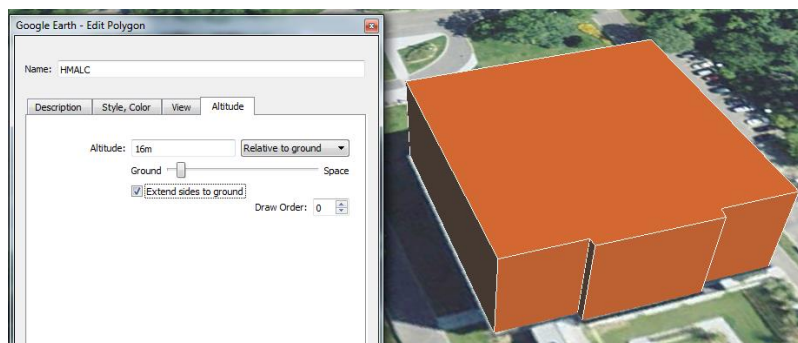 Google Earth - Edit Polygon
Name: HMALC
Description Style, Color View Altitude
Altitude: 16m Relative to ground
Ground Space
Extend sides to ground
Draw Order: 0